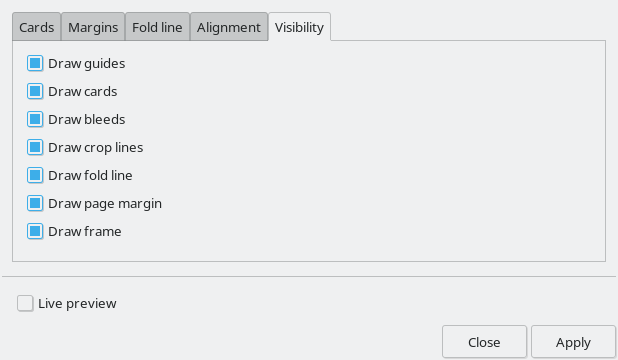 Cards Margins Fold line Alignment Visibility
Draw guides
Draw cards
Draw bleeds
Draw crop lines
Draw fold line
Draw page margin
Draw frame
Live preview
Close Apply